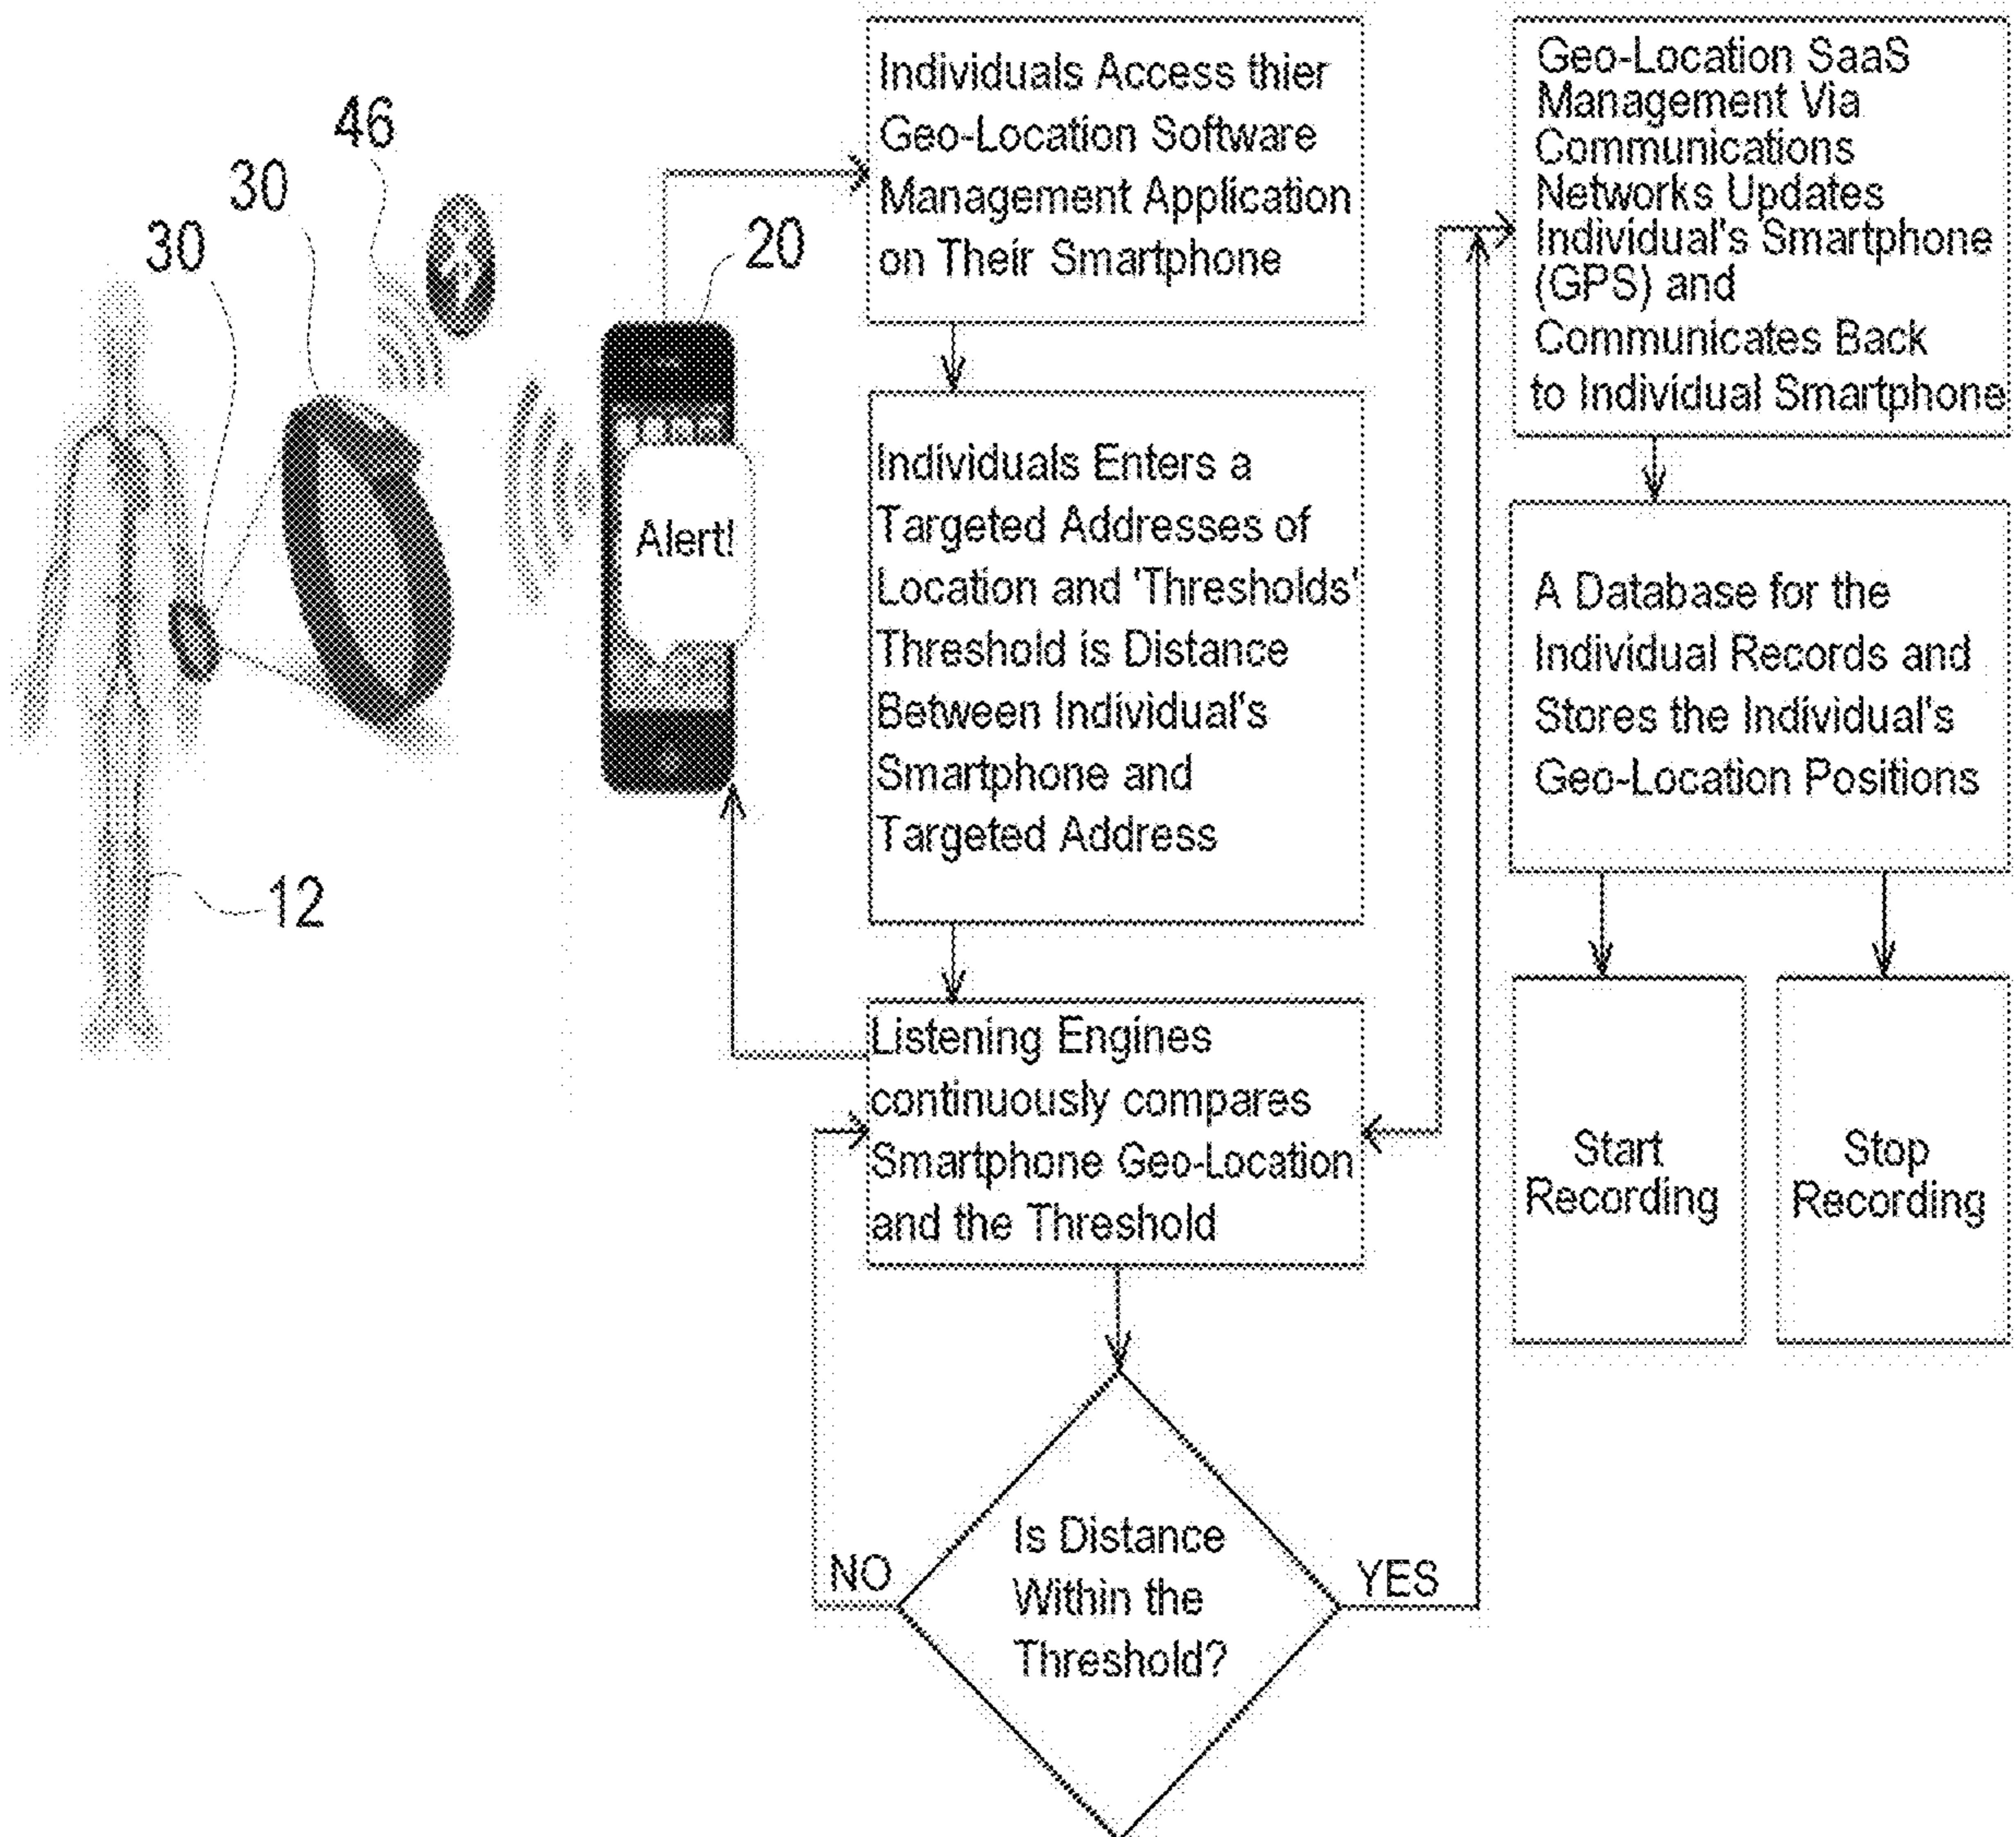 46
30
30
20
12
Alert!
Individuals Access thier
Geo-Location Software
Management Application
on Their Smartphone
Individuals Enters a
Targeted Addresses of
Location and 'Thresholds'
Threshold is Distance
Between Individual's
Smartphone and
Targeted Address
Listening Engines
continuously compares
Smartphone Geo-Location
and the Threshold
Is Distance
Within the
Threshold?
NO
YES
Geo-Location SaaS
Management Via
Communications
Networks Updates
Individual's Smartphone
(GPS) and
Communicates Back
to Individual Smartphone
A Database for the
Individual Records and
Stores the Individual's
Geo-Location Positions
Start
Recording
Stop
Recording